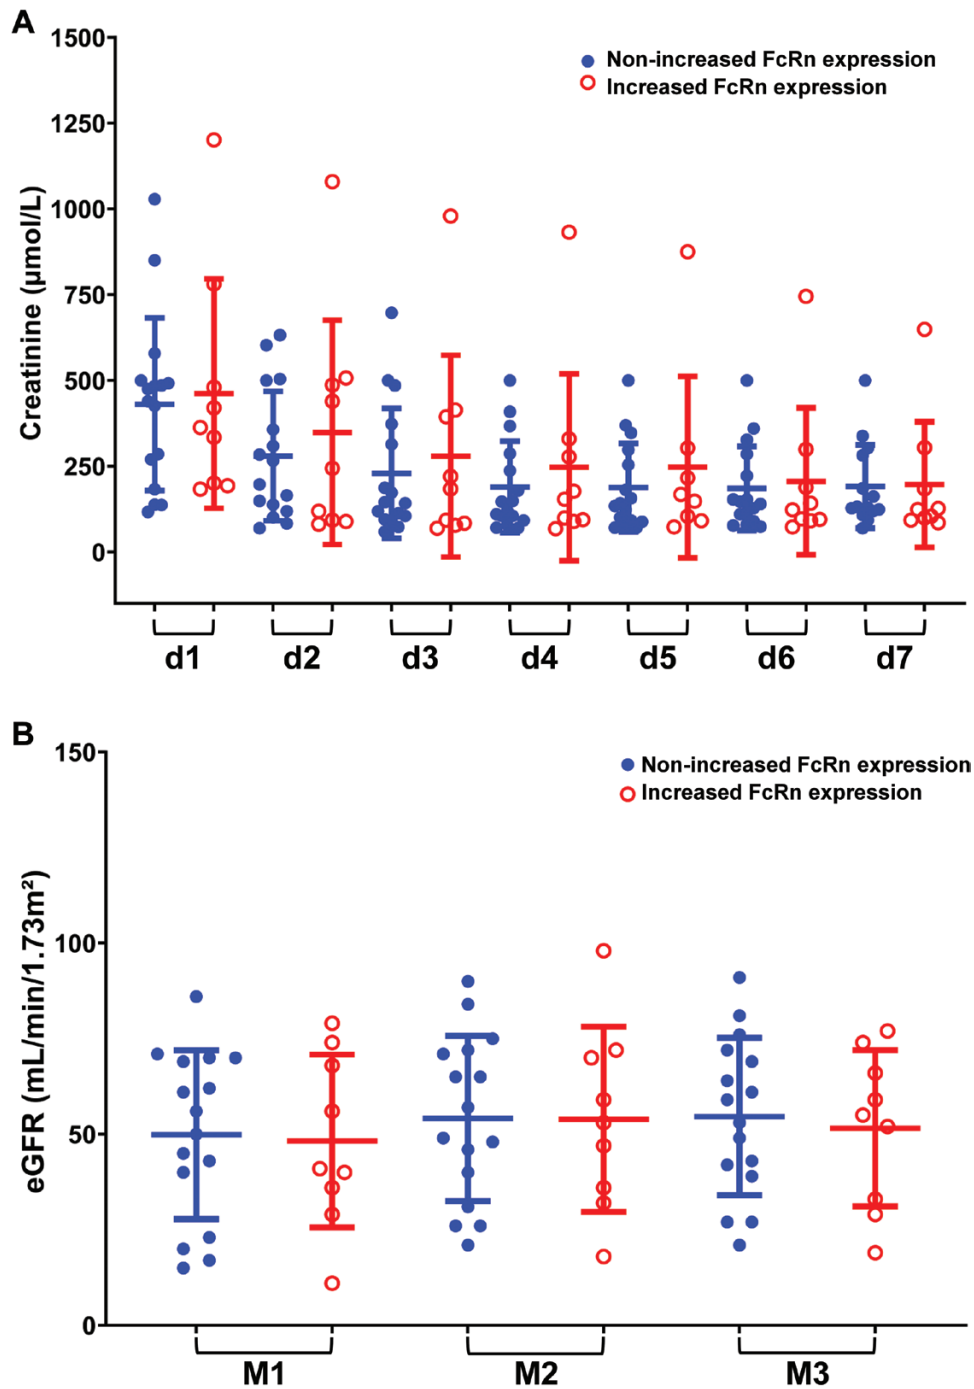 A
1500
1250
1000
750
500
250
0
Creatinine (µmol/L)
Non-increased FcRn expression
Increased FcRn expression
d1 d2 d3 d4 d5 d6 d7
B
150
100
50
0
eGFR (mL/min/1.73m²)
Non-increased FcRn expression
Increased FcRn expression
M1 M2 M3